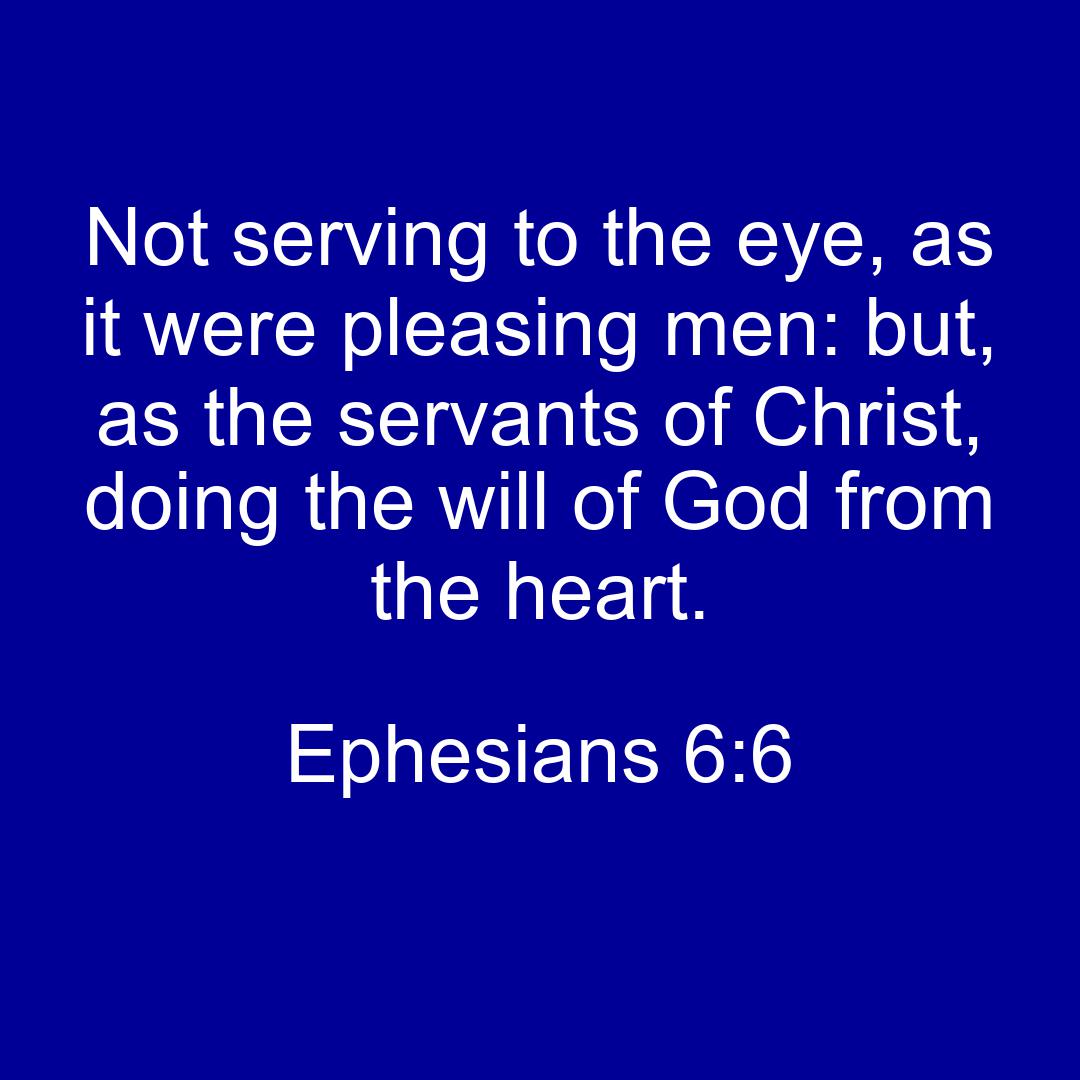 Not serving to the eye, as
it were pleasing men: but,
as the servants of Christ,
doing the will of God from
the heart.
Ephesians 6:6